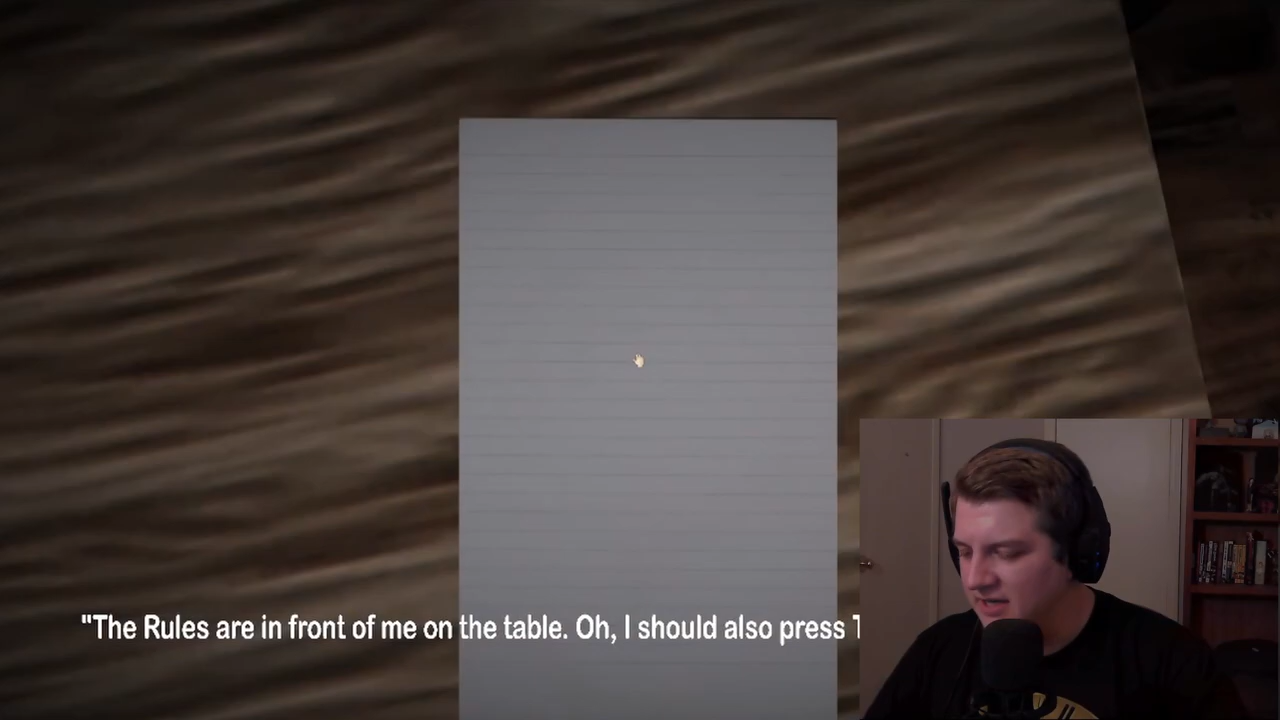 "The Rules are in front of me on the table. Oh, I should also press